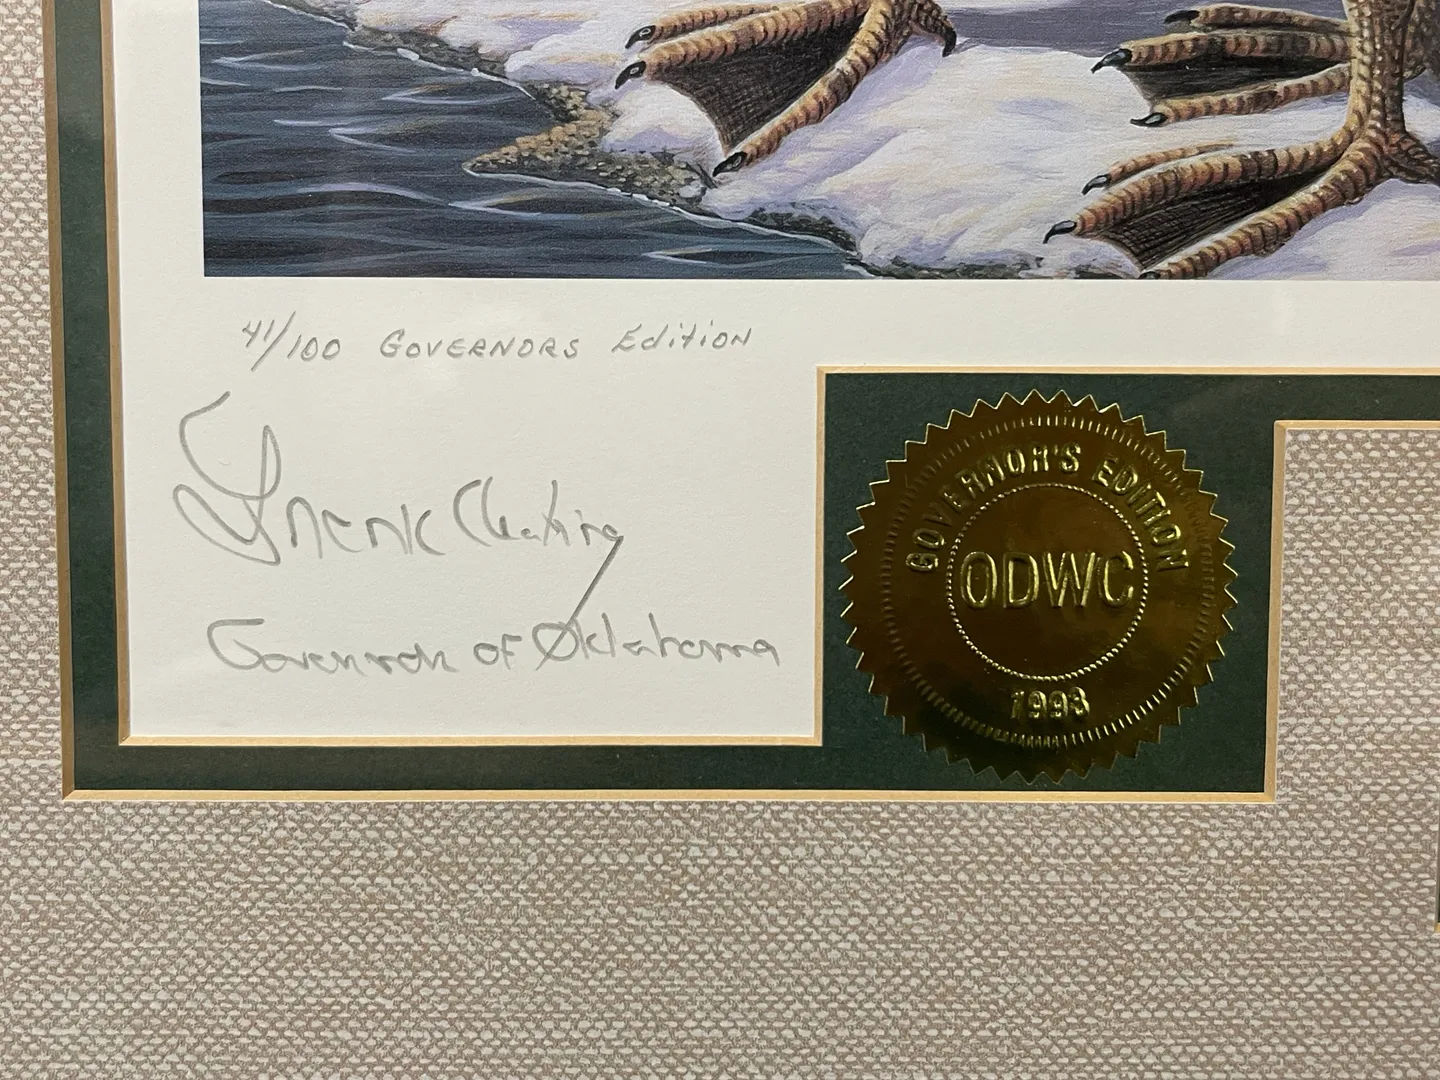 41/100 GOVERNORS Edition
Frank Keating
Governor of Oklahoma
GOVERNOR'S EDITION
ODWC
1993